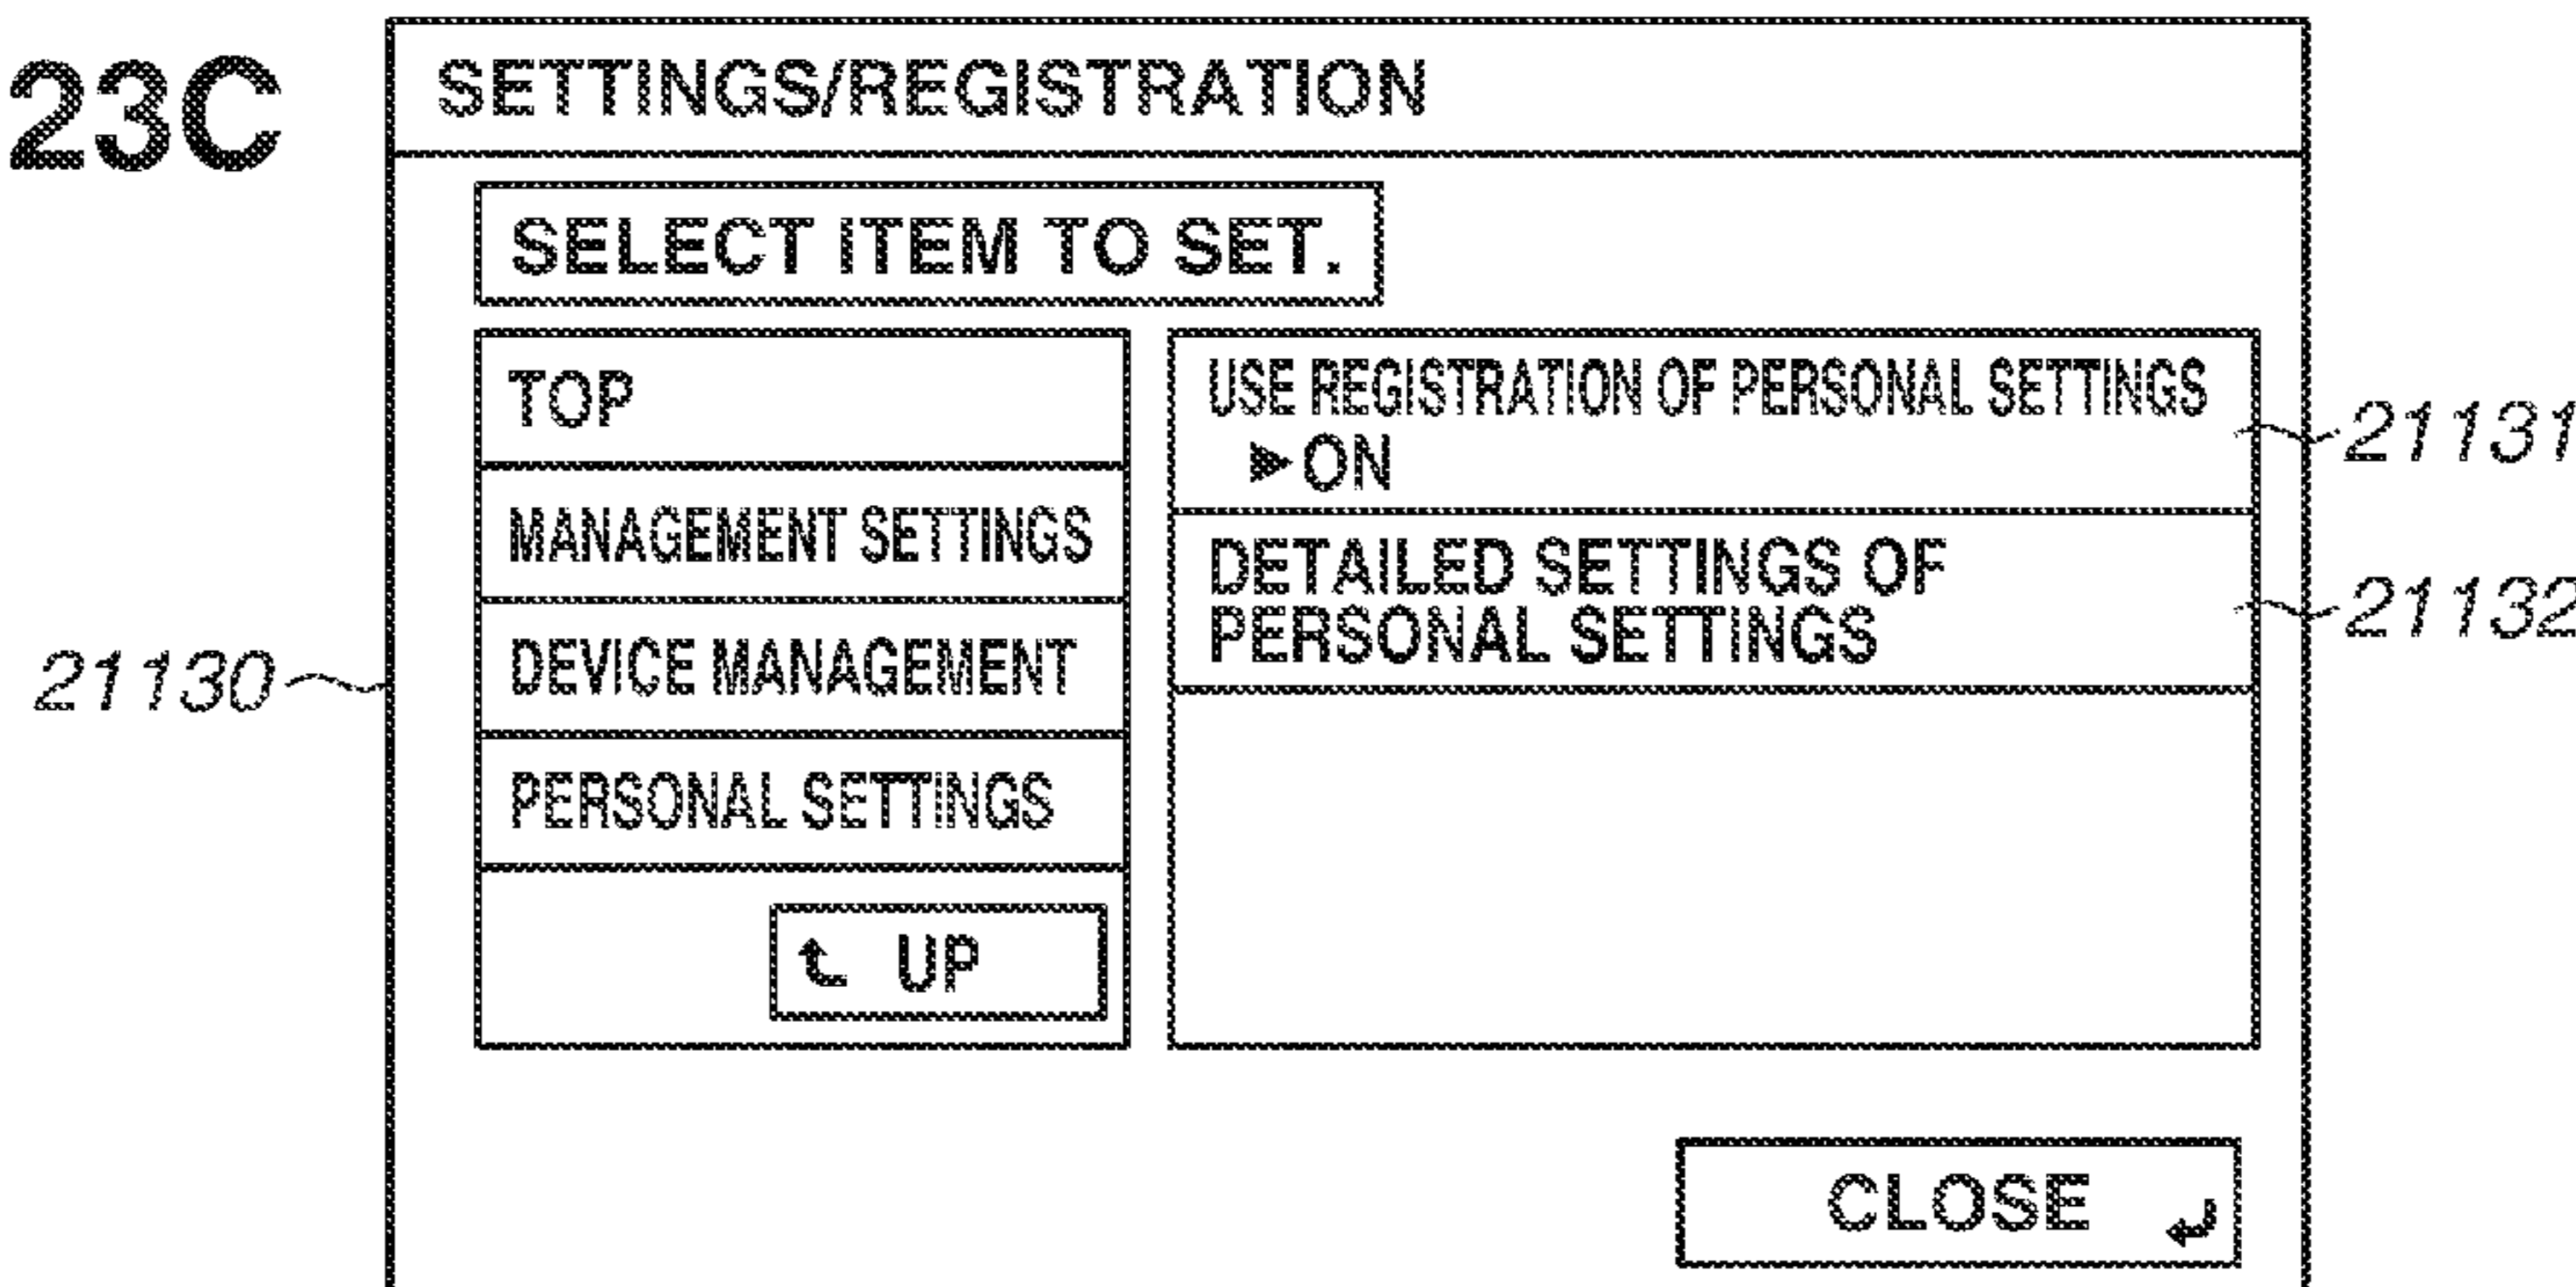 23C
SETTINGS/REGISTRATION
SELECT ITEM TO SET.
TOP
MANAGEMENT SETTINGS
DEVICE MANAGEMENT
PERSONAL SETTINGS
UP
USE REGISTRATION OF PERSONAL SETTINGS
►ON
DETAILED SETTINGS OF
PERSONAL SETTINGS
21131
21132
21130
CLOSE